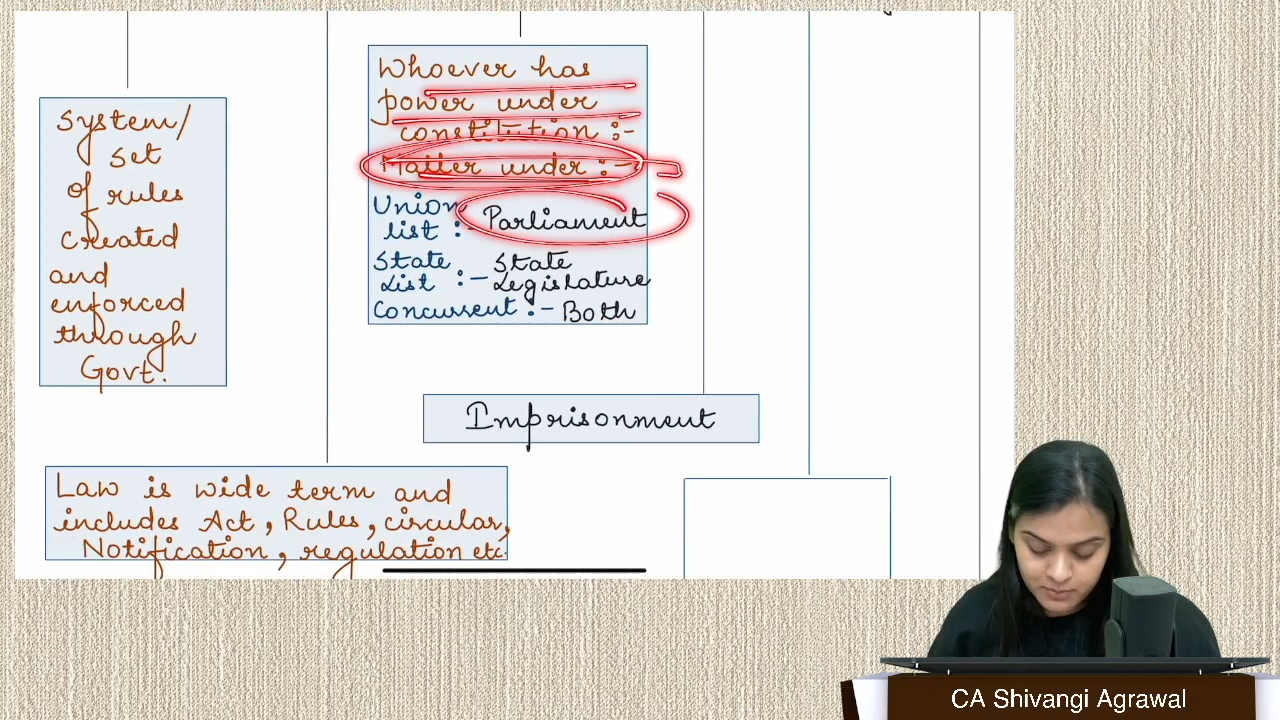 System/
Set
of rules
created
and
enforced
through
Govt.
Whoever has
power under
constitution :-
Matter under :-
Union
list :- Parliament
State
List :- State
Legislature
Concurrent :- Both
Imprisonment
Law is wide term and
includes Act, Rules, circular,
Notification, regulation etc.
CA Shivangi Agrawal